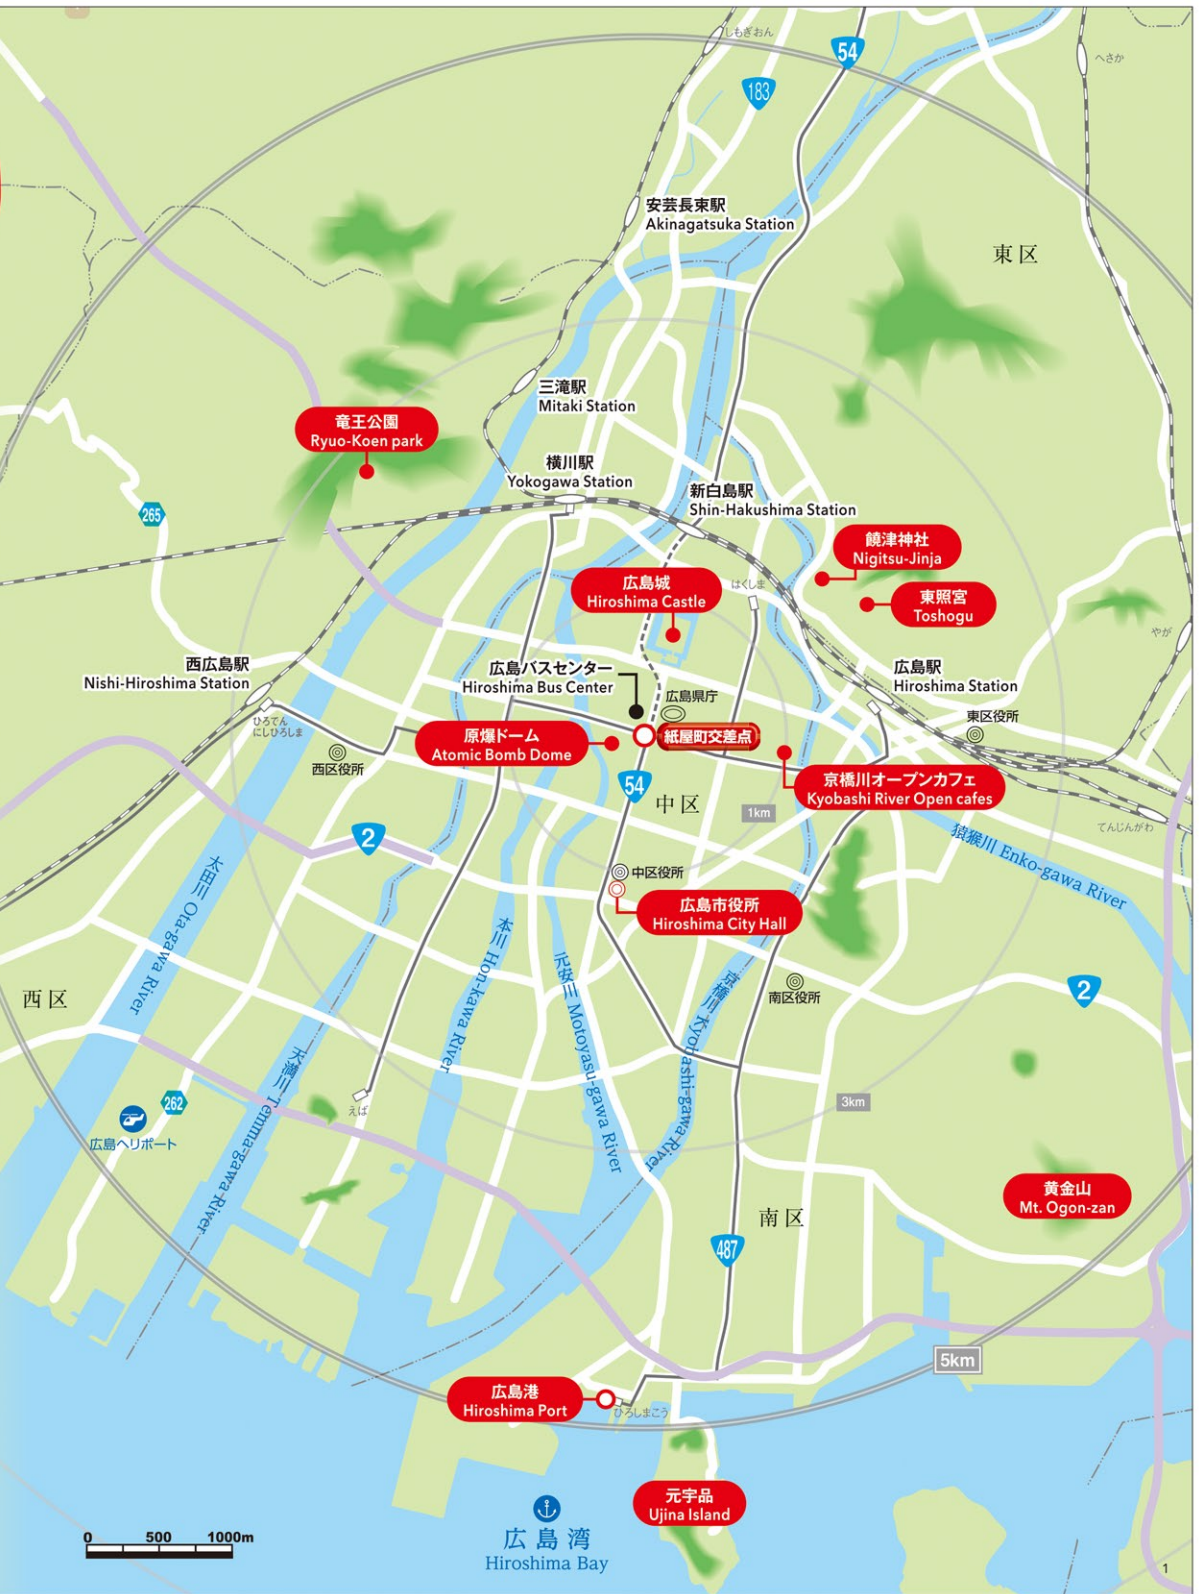 しもぎおん
54
へさか
183
安芸長束駅
Akinagatsuka Station
東区
三滝駅
Mitaki Station
竜王公園
Ryuo-Koen park
横川駅
Yokogawa Station
新白島駅
Shin-Hakushima Station
265
饒津神社
Nigitsu-Jinja
広島城
Hiroshima Castle
はくしま
東照宮
Toshogu
やが
西広島駅
Nishi-Hiroshima Station
広島バスセンター
Hiroshima Bus Center
広島駅
Hiroshima Station
広島県庁
ひろでん
にしひろしま
東区役所
原爆ドーム
Atomic Bomb Dome
紙屋町交差点
西区役所
京橋川オープンカフェ
Kyobashi River Open cafes
54
中区
1km
てんじんがわ
2
猿猴川 Enko-gawa River
太田川 Ota-gawa River
中区役所
広島市役所
Hiroshima City Hall
本川 Hon-kawa River
元安川 Motoyasu-gawa River
京橋川 Kyobashi-gawa River
南区役所
2
西区
天満川 Temma-gawa River
262
えば
3km
広島ヘリポート
黄金山
Mt. Ogon-zan
南区
487
5km
広島港
Hiroshima Port
ひろしまこう
元宇品
Ujina Island
広島湾
Hiroshima Bay
0 500 1000m
1